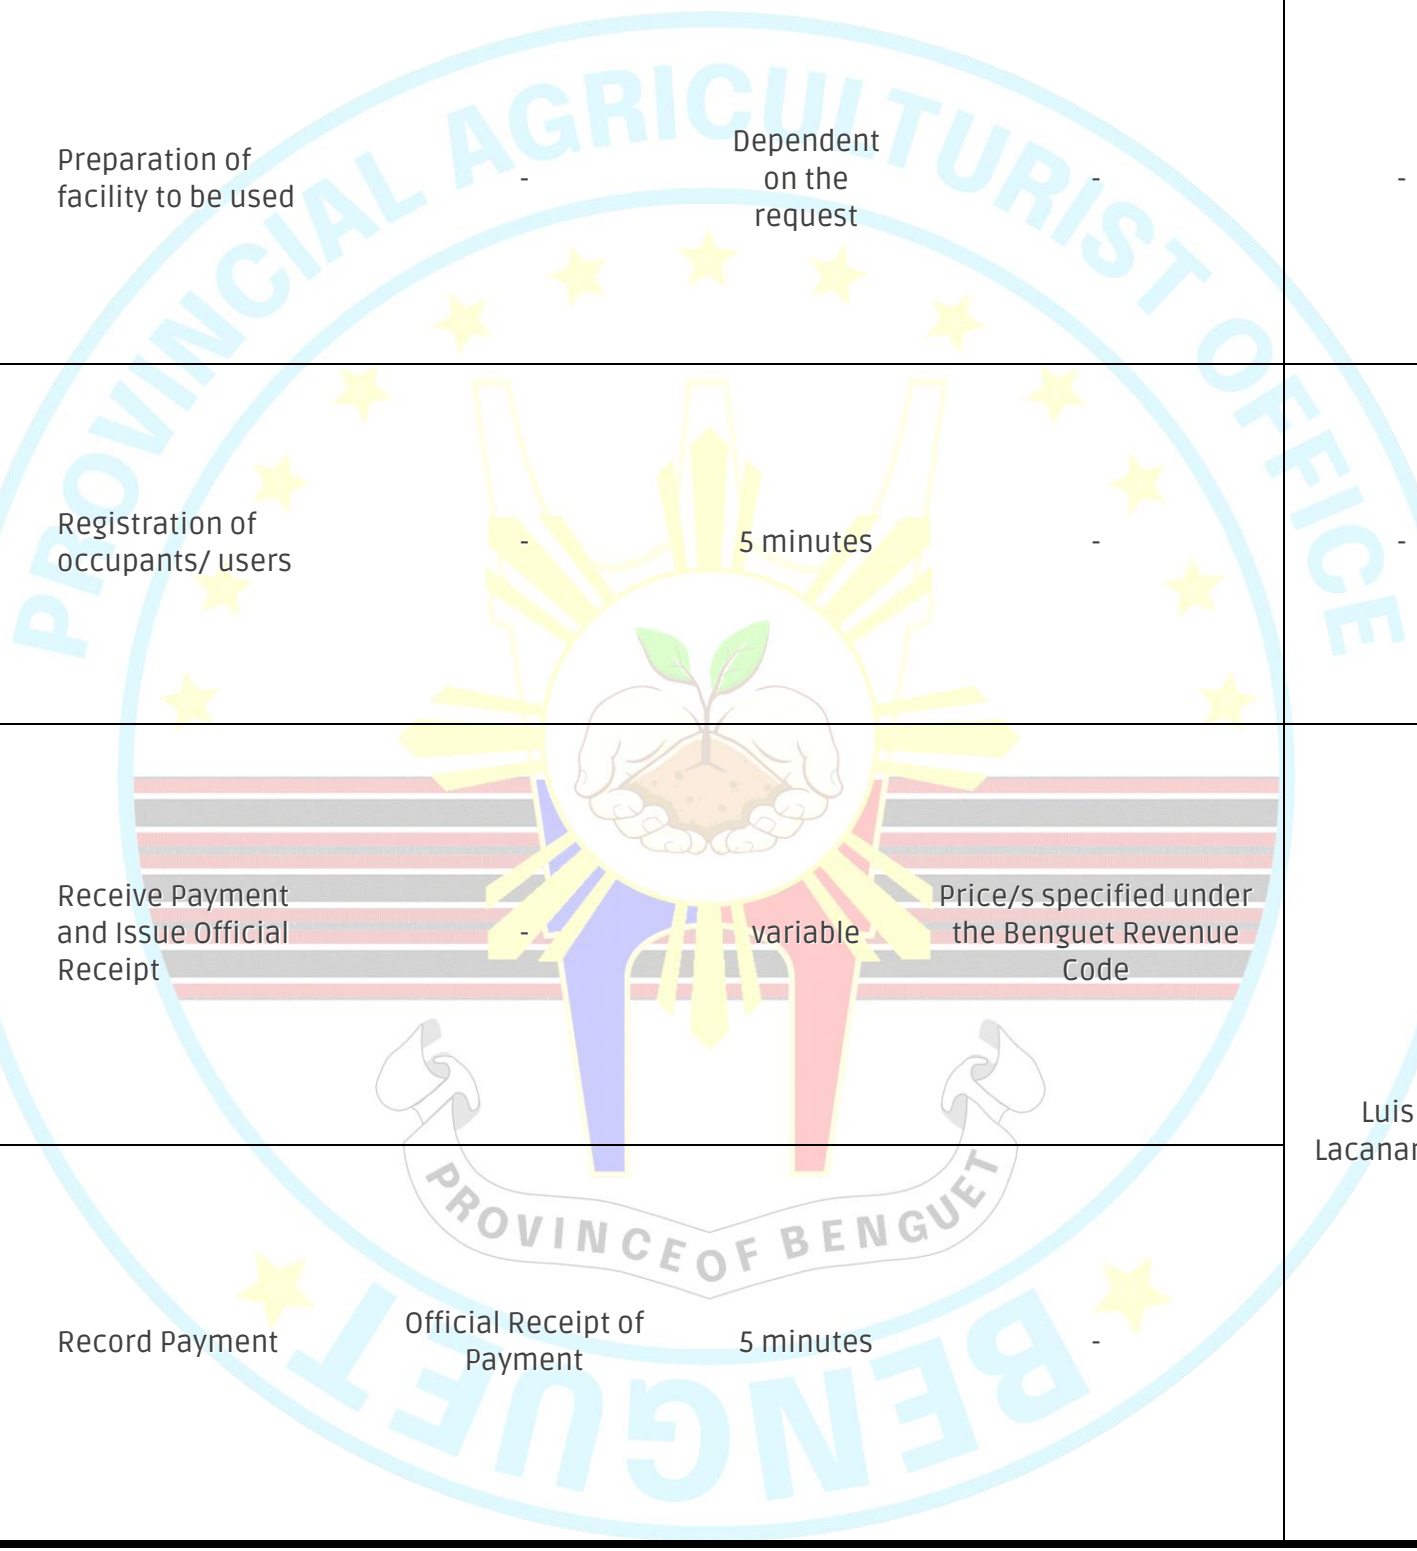 Preparation of
facility to be used
-
Dependent
on the
request
-
-
Registration of
occupants/ users
-
5 minutes
-
-
Receive Payment
and Issue Official
Receipt
-
variable
Price/s specified under
the Benguet Revenue
Code
Luis
Record Payment
Official Receipt of
Payment
5 minutes
-
PROVINCIAL AGRICULTURIST OFFICE
PROVINCE OF BENGUET
BENGUET